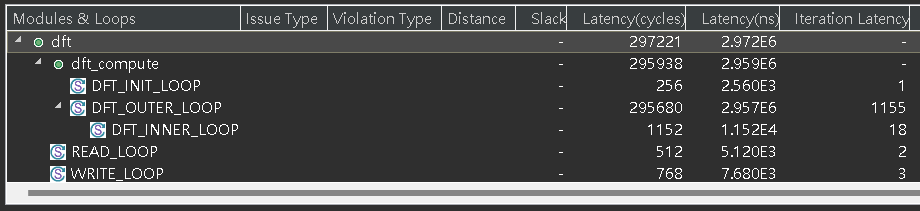 Modules & Loops Issue Type Violation Type Distance Slack Latency(cycles) Latency(ns) Iteration Latency
dft - 297221 2.972E6 -
dft_compute - 295938 2.959E6 -
DFT_INIT_LOOP - 256 2.560E3 1
DFT_OUTER_LOOP - 295680 2.957E6 1155
DFT_INNER_LOOP - 1152 1.152E4 18
READ_LOOP - 512 5.120E3 2
WRITE_LOOP - 768 7.680E3 3